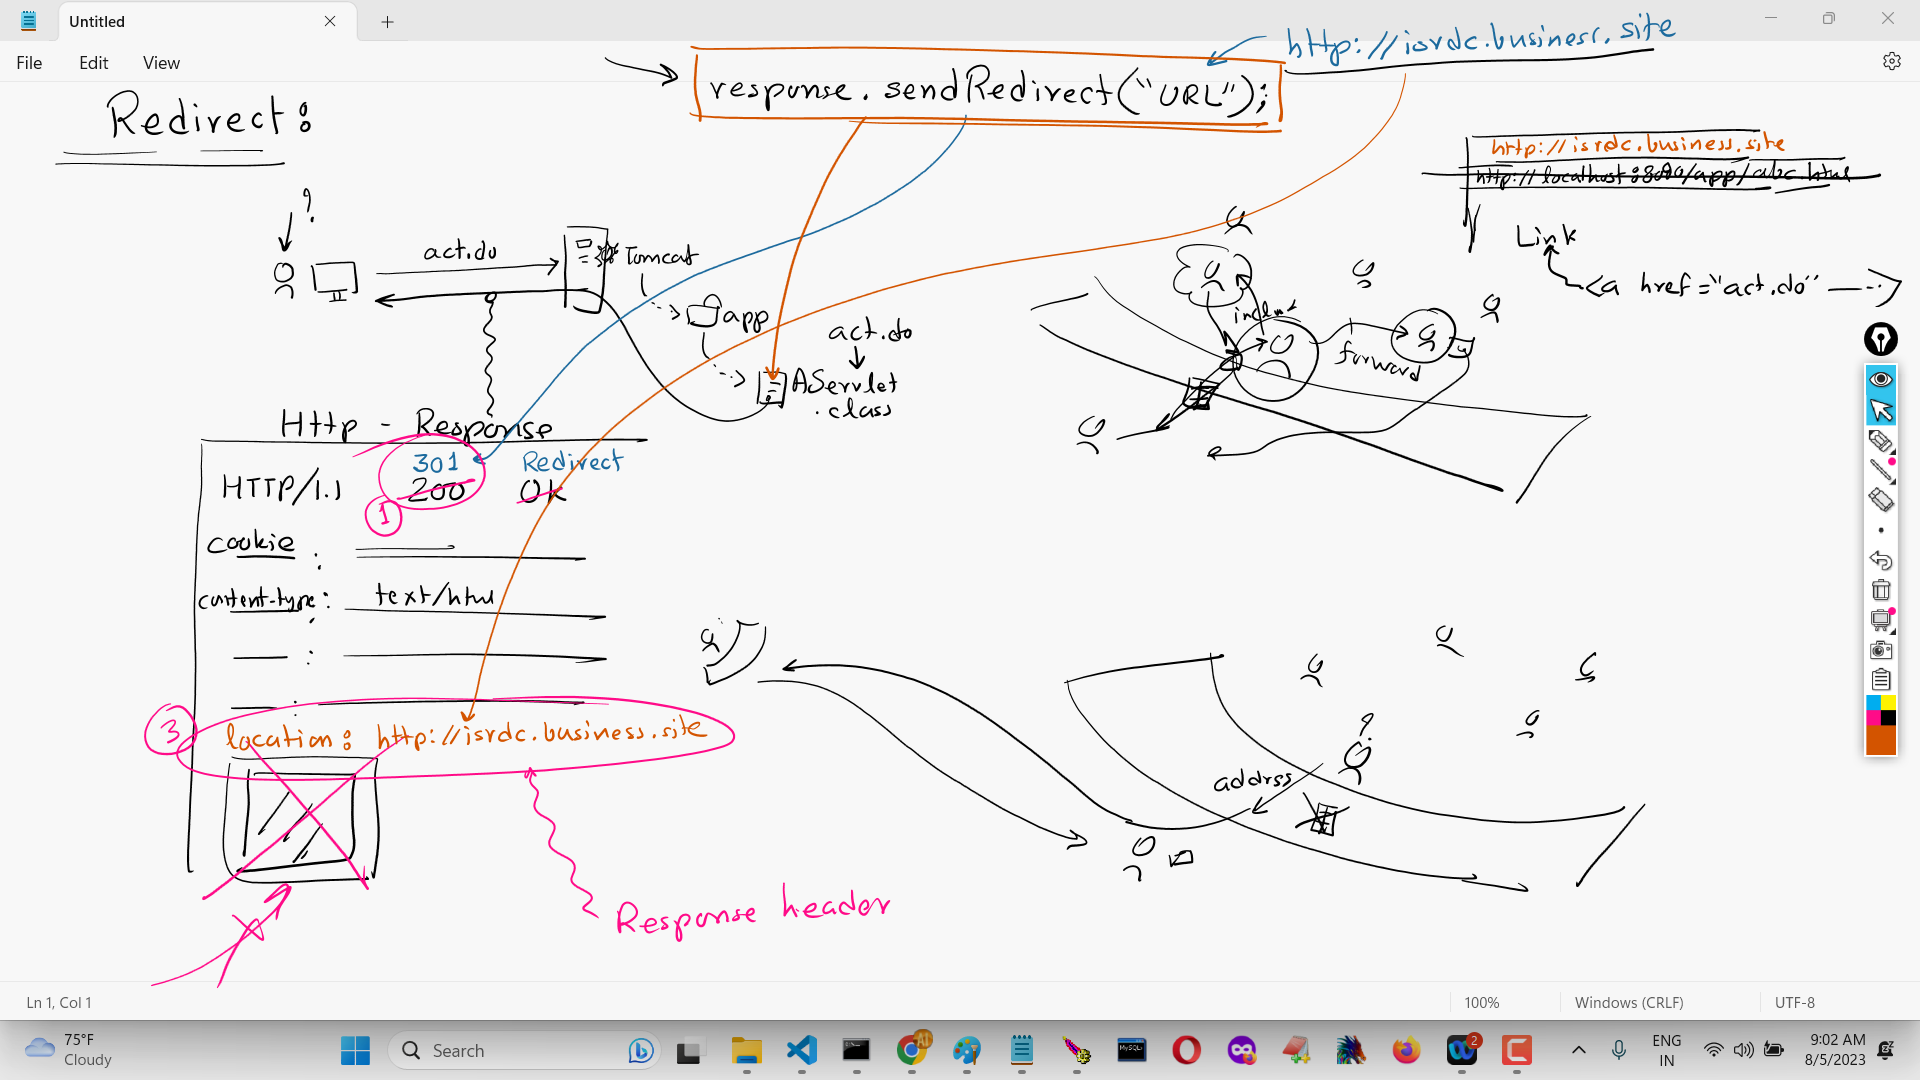 Untitled
File Edit View
http://isrdc.business.site
response.sendRedirect("URL");
Redirect:
http://isrdc.business.site
http://localhost:8080/app/abc.html
Link
<a href="act.do"
?
act.do
Tomcat
app
act.do
AServlet
.class
include
forward
Http - Response
301 Redirect
HTTP/1.1 200 OK
1
cookie :
content-type: text/html
:
:
3
location: http://isrdc.business.site
?
address
Response header
Ln 1, Col 1
100%
Windows (CRLF)
UTF-8
75°F
Cloudy
Search
MySQL
2
ENG
IN
9:02 AM
8/5/2023